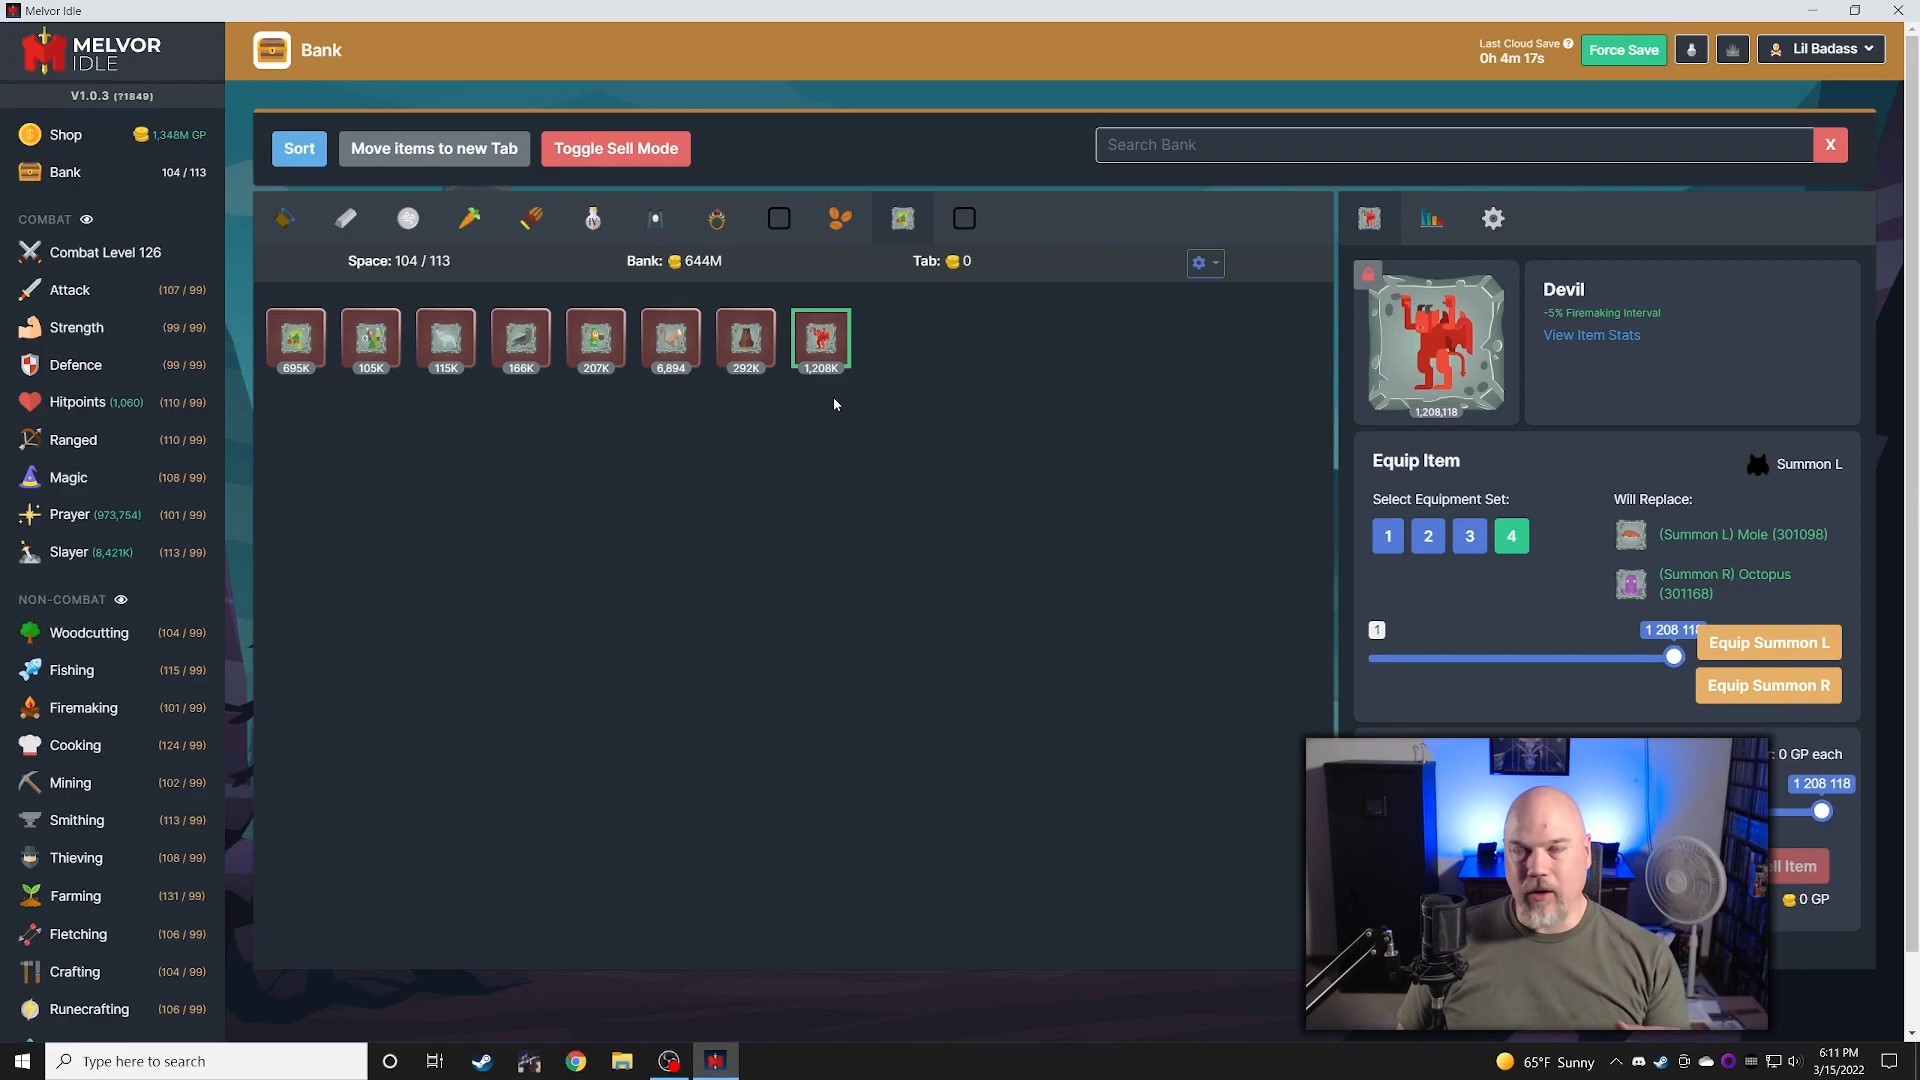 Melvor Idle
MELVOR
IDLE
V1.0.3 (?1849)
Shop 1,348M GP
Bank 104 / 113
COMBAT
Combat Level 126
Attack (107 / 99)
Strength (99 / 99)
Defence (99 / 99)
Hitpoints (1,060) (110 / 99)
Ranged (110 / 99)
Magic (108 / 99)
Prayer (973,754) (101 / 99)
Slayer (8,421K) (113 / 99)
NON-COMBAT
Woodcutting (104 / 99)
Fishing (115 / 99)
Firemaking (101 / 99)
Cooking (124 / 99)
Mining (102 / 99)
Smithing (113 / 99)
Thieving (108 / 99)
Farming (131 / 99)
Fletching (106 / 99)
Crafting (104 / 99)
Runecrafting (106 / 99)
Bank
Last Cloud Save ?
0h 4m 17s
Force Save
Lil Badass
Sort
Move items to new Tab
Toggle Sell Mode
Search Bank
X
IV
Space: 104 / 113
Bank: 644M
Tab: 0
695K 105K 115K 166K 207K 6,894 292K 1,208K
Devil
-5% Firemaking Interval
View Item Stats
1,208,118
Equip Item
Summon L
Select Equipment Set:
Will Replace:
1 2 3 4
(Summon L) Mole (301098)
(Summon R) Octopus
(301168)
1
1 208 118
Equip Summon L
Equip Summon R
: 0 GP each
1 208 118
ll Item
0 GP
Type here to search
65°F Sunny
6:11 PM
3/15/2022